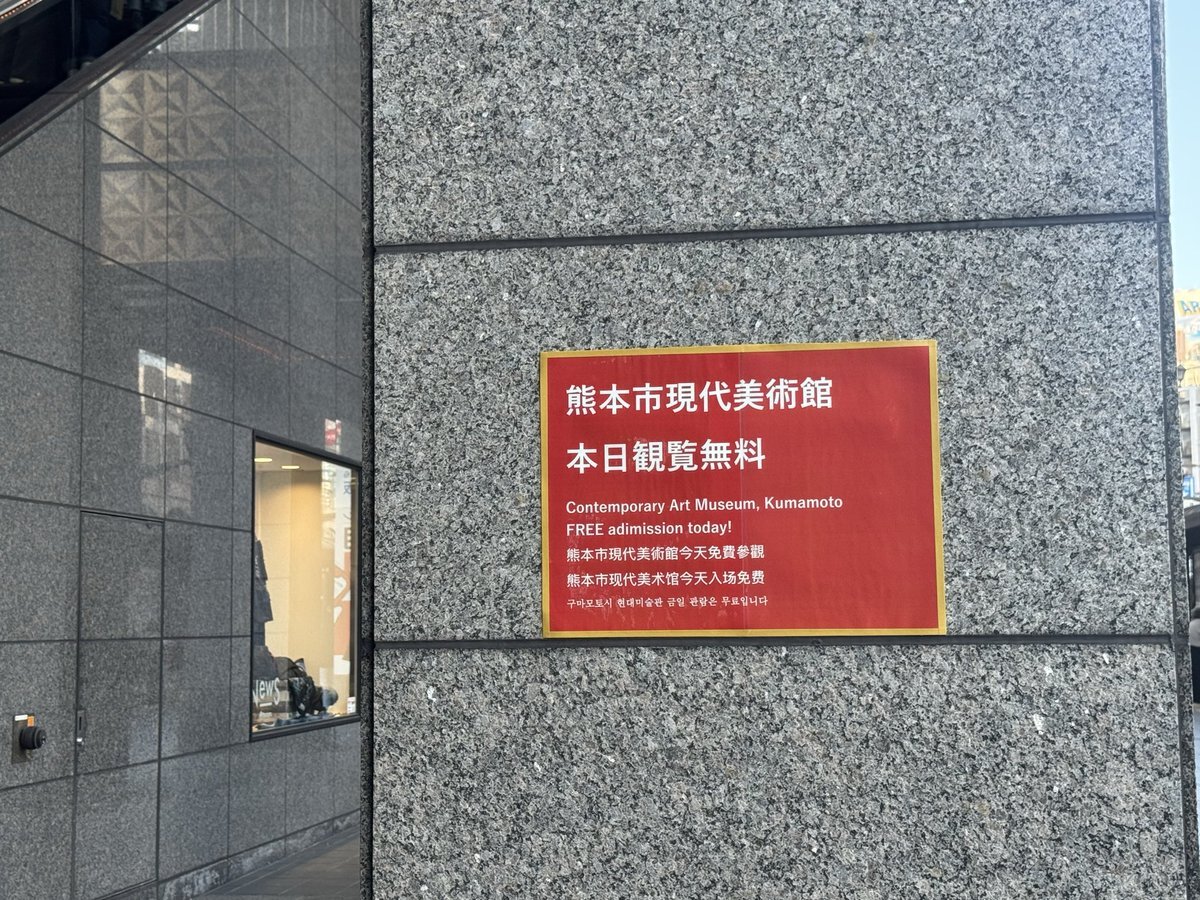 熊本市現代美術館
本日観覧無料
Contemporary Art Museum, Kumamoto
FREE adimission today!
熊本市現代美術館今天免費參觀
熊本市现代美术馆今天入场免费
구마모토시 현대미술관 금일 관람은 무료입니다
News